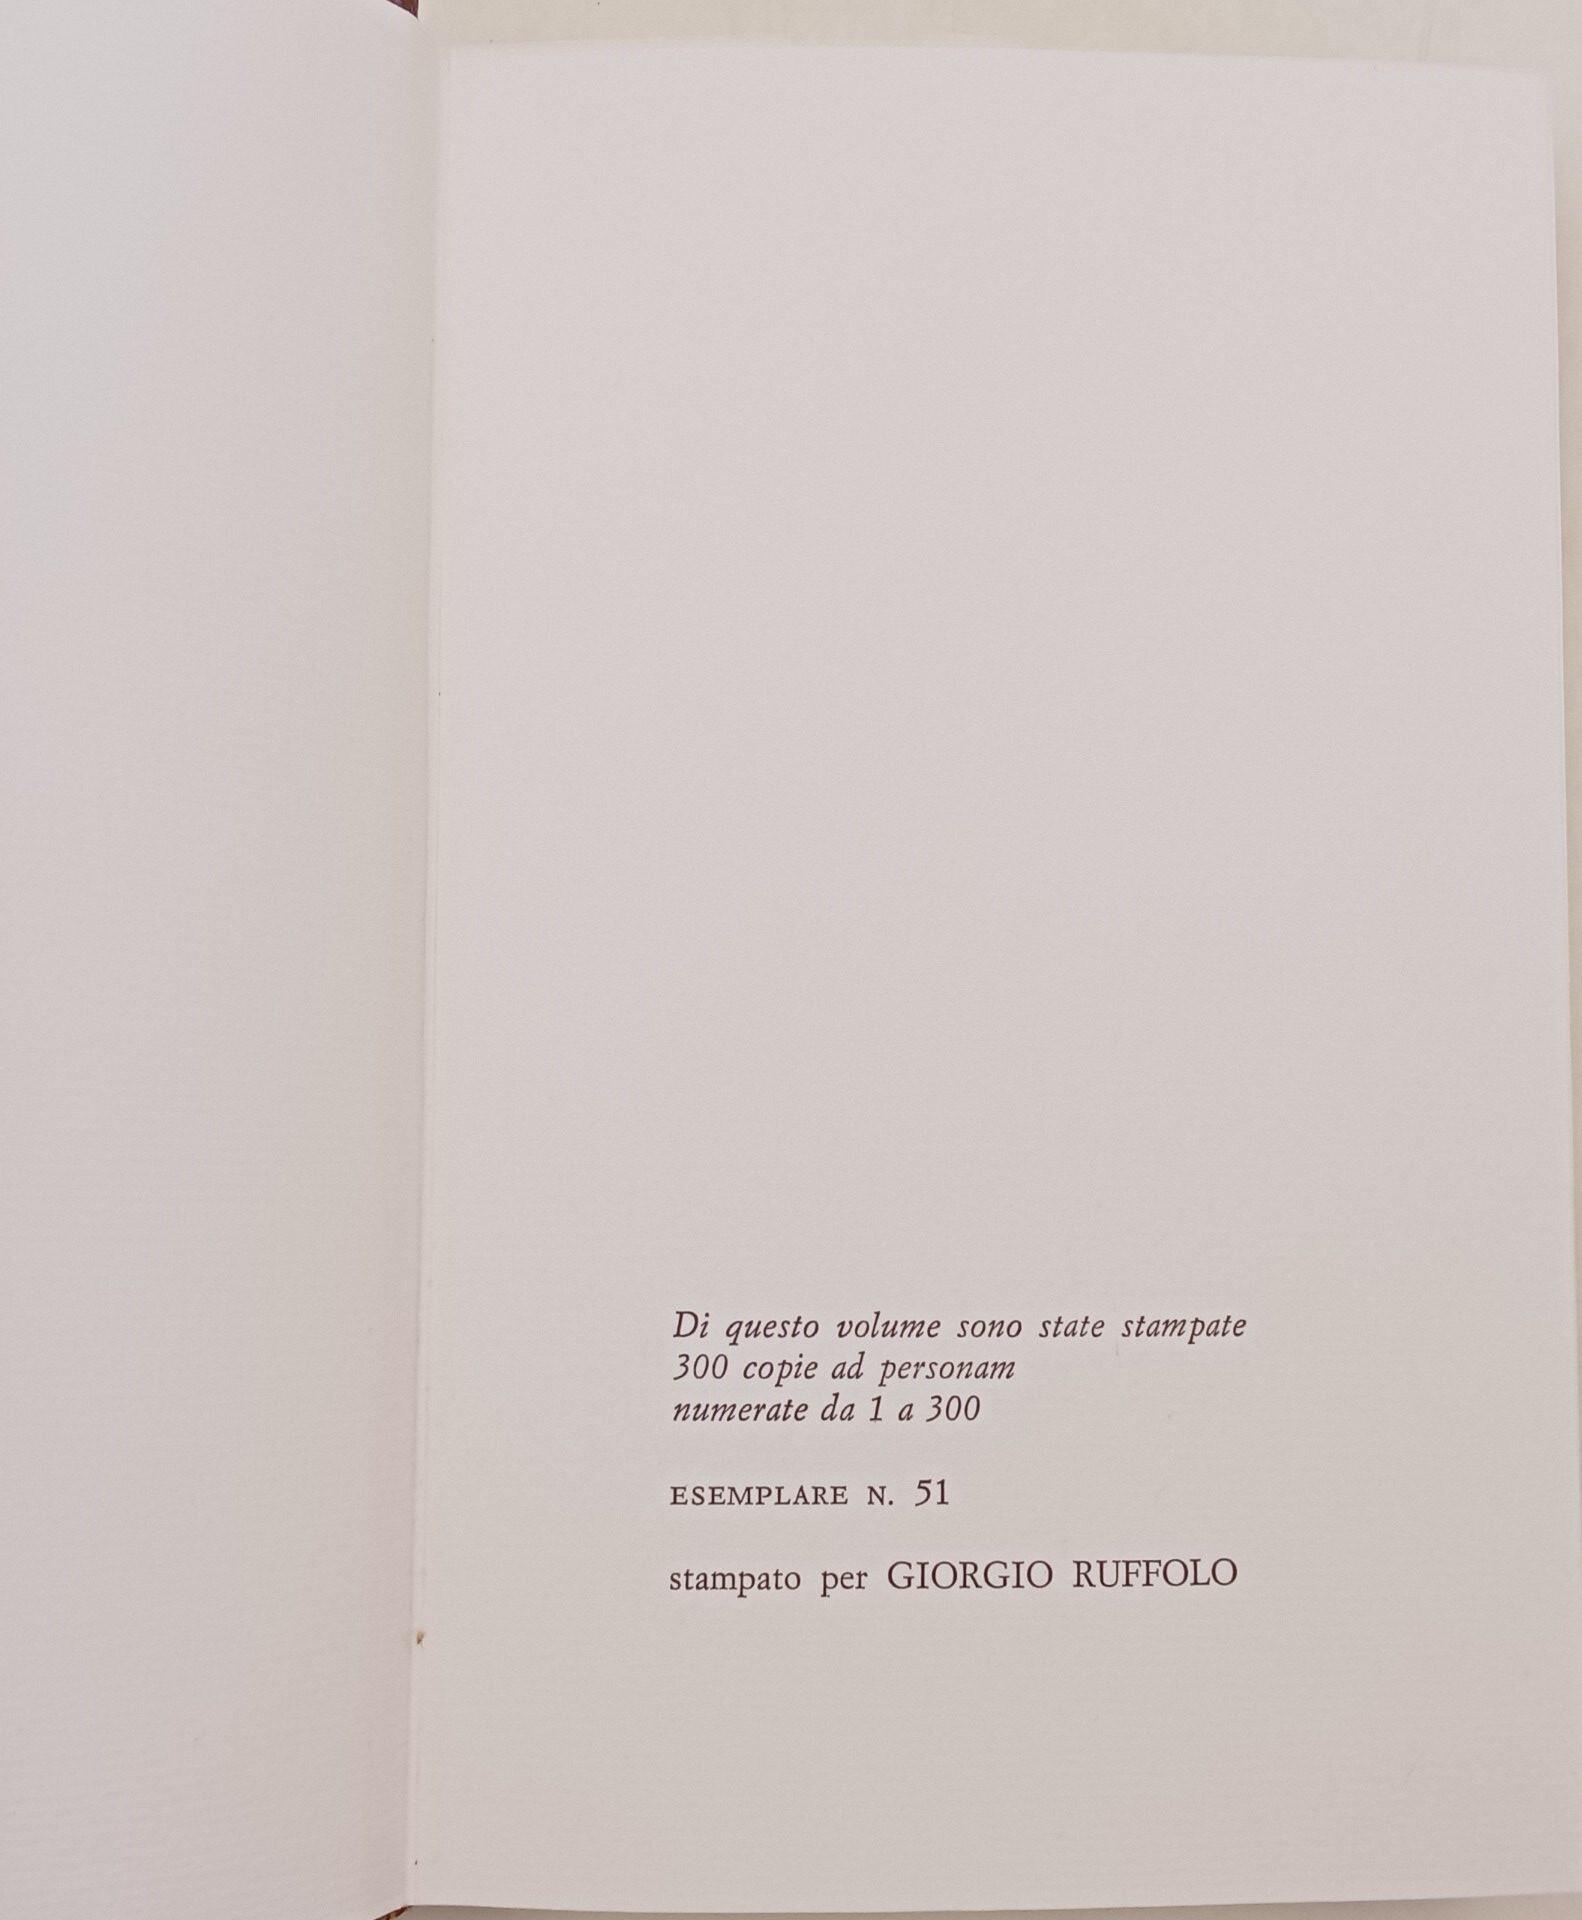 Di questo volume sono state stampate
300 copie ad personam
numerate da 1 a 300
ESEMPLARE N. 51
stampato per GIORGIO RUFFOLO